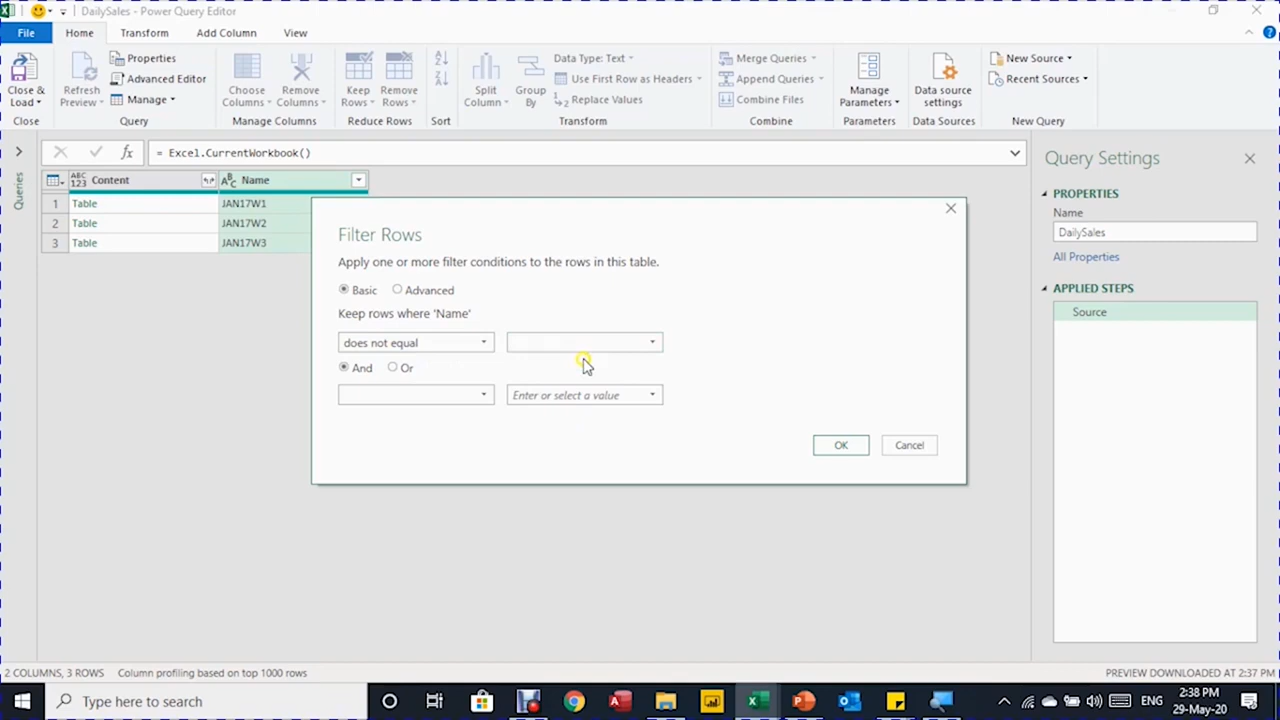 DailySales - Power Query Editor
File
Home
Transform
Add Column
View
Close & Load
Close
Refresh Preview
Properties
Advanced Editor
Manage
Query
Choose Columns
Remove Columns
Manage Columns
Keep Rows
Remove Rows
Reduce Rows
Sort
Split Column
Group By
Data Type: Text
Use First Row as Headers
Replace Values
Transform
Merge Queries
Append Queries
Combine Files
Combine
Manage Parameters
Parameters
Data source settings
Data Sources
New Source
Recent Sources
New Query
= Excel.CurrentWorkbook()
Queries
ABC 123 Content
ABC Name
1 Table JAN17W1
2 Table JAN17W2
3 Table JAN17W3
Filter Rows
Apply one or more filter conditions to the rows in this table.
Basic Advanced
Keep rows where 'Name'
does not equal
And Or
Enter or select a value
OK Cancel
Query Settings
PROPERTIES
Name
DailySales
All Properties
APPLIED STEPS
Source
2 COLUMNS, 3 ROWS Column profiling based on top 1000 rows
PREVIEW DOWNLOADED AT 2:37 PM
Type here to search
ENG
2:38 PM
29-May-20